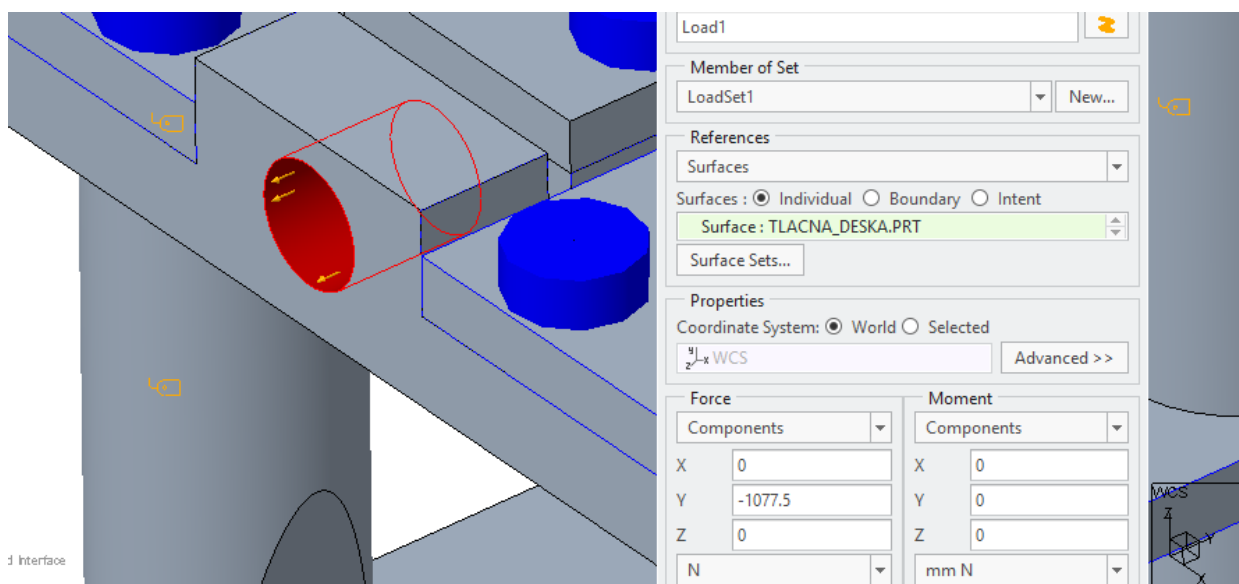 Load1
Member of Set
LoadSet1
New...
References
Surfaces
Surfaces : Individual Boundary Intent
Surface : TLACNA_DESKA.PRT
Surface Sets...
Properties
Coordinate System: World Selected
y x z WCS
Advanced >>
Force Moment
Components Components
X 0 X 0
Y -1077.5 Y 0
Z 0 Z 0
N mm N
d Interface
WCS
Z
Y
X